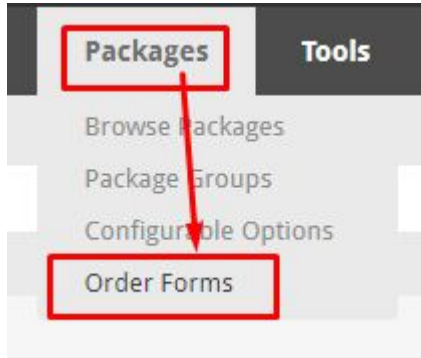 Packages Tools
Browse Packages
Package Groups
Configurable Options
Order Forms